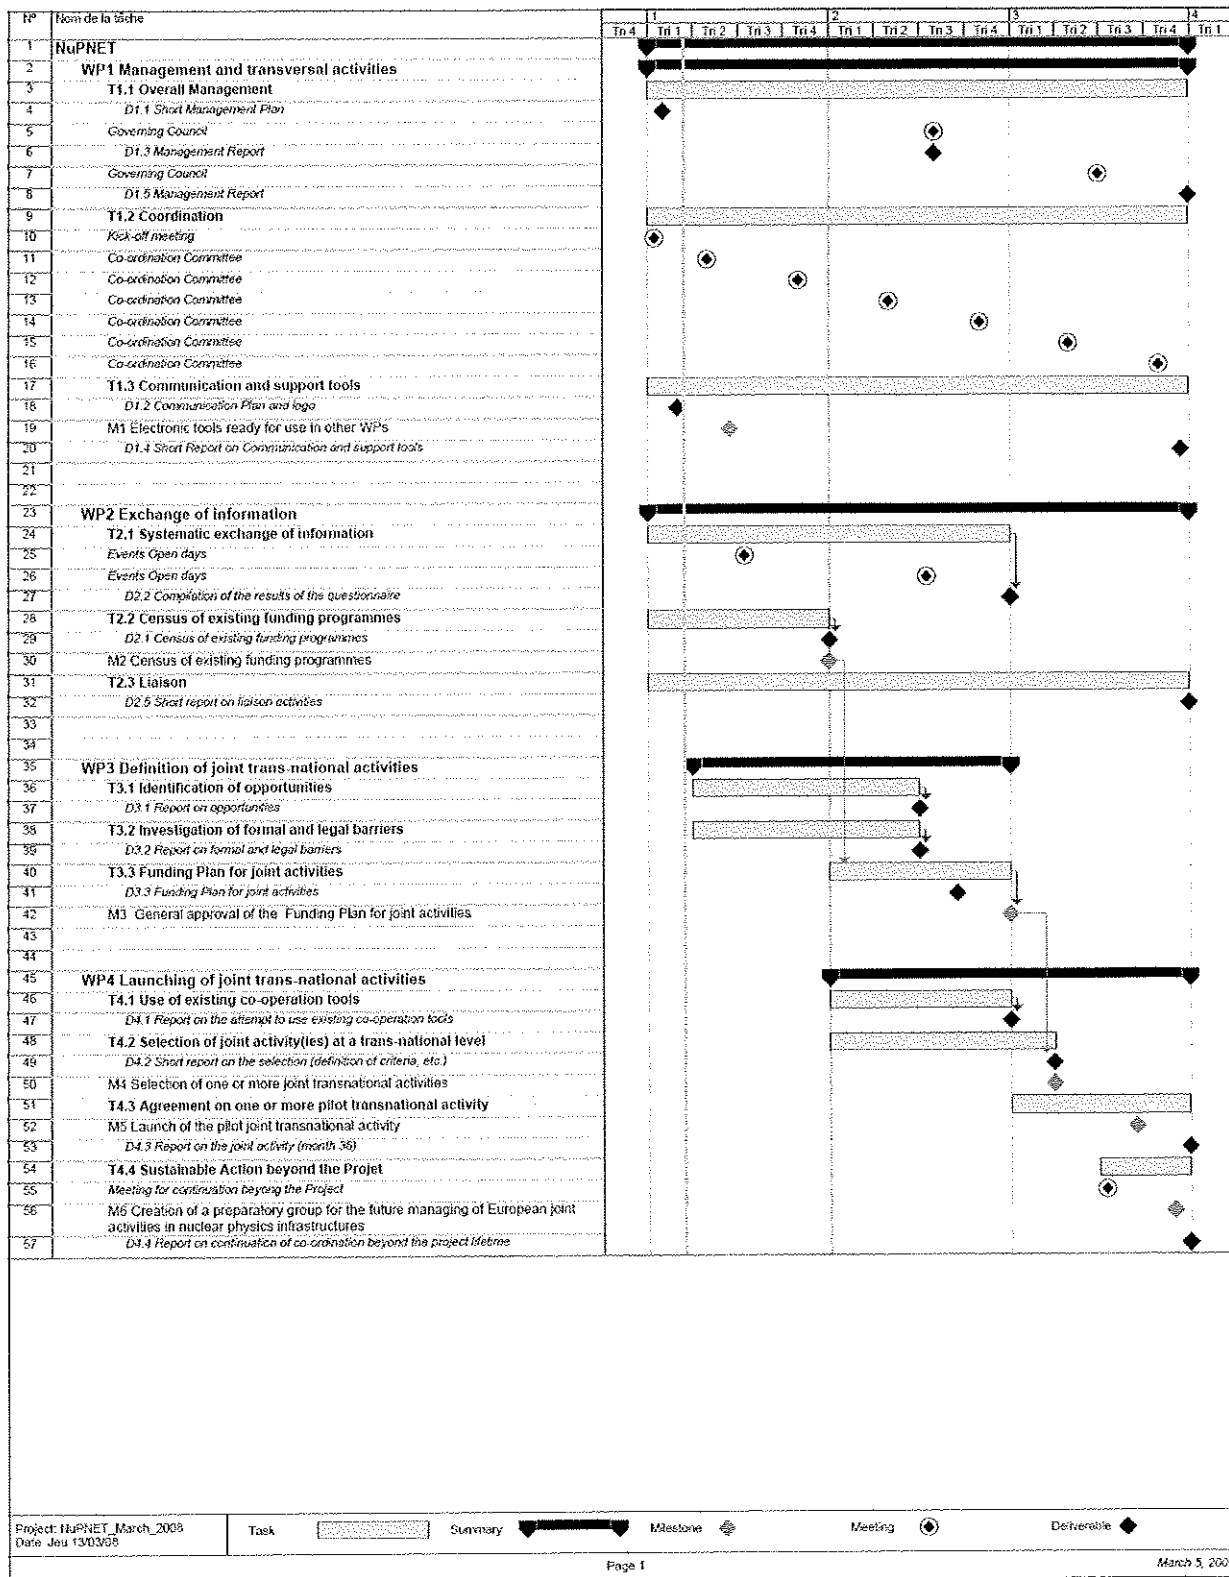 Nº Nom de la tâche 1 2 3 4
Tri 4 Tri 1 Tri 2 Tri 3 Tri 4 Tri 1 Tri 2 Tri 3 Tri 4 Tri 1 Tri 2 Tri 3 Tri 4 Tri 1
1 NuPNET
2 WP1 Management and transversal activities
3 T1.1 Overall Management
4 D1.1 Short Management Plan
5 Governing Council
6 D1.3 Management Report
7 Governing Council
8 D1.5 Management Report
9 T1.2 Coordination
10 Kick-off meeting
11 Co-ordination Committee
12 Co-ordination Committee
13 Co-ordination Committee
14 Co-ordination Committee
15 Co-ordination Committee
16 Co-ordination Committee
17 T1.3 Communication and support tools
18 D1.2 Communication Plan and logo
19 M1 Electronic tools ready for use in other WPs
20 D1.4 Short Report on Communication and support tools
21
22
23 WP2 Exchange of information
24 T2.1 Systematic exchange of information
25 Events Open days
26 Events Open days
27 D2.2 Compilation of the results of the questionnaire
28 T2.2 Census of existing funding programmes
29 D2.1 Census of existing funding programmes
30 M2 Census of existing funding programmes
31 T2.3 Liaison
32 D2.5 Short report on liaison activities
33
34
35 WP3 Definition of joint trans-national activities
36 T3.1 Identification of opportunities
37 D3.1 Report on opportunities
38 T3.2 Investigation of formal and legal barriers
39 D3.2 Report on formal and legal barriers
40 T3.3 Funding Plan for joint activities
41 D3.3 Funding Plan for joint activities
42 M3 General approval of the Funding Plan for joint activities
43
44
45 WP4 Launching of joint trans-national activities
46 T4.1 Use of existing co-operation tools
47 D4.1 Report on the attempt to use existing co-operation tools
48 T4.2 Selection of joint activity(ies) at a trans-national level
49 D4.2 Short report on the selection (definition of criteria, etc.)
50 M4 Selection of one or more joint transnational activities
51 T4.3 Agreement on one or more pilot transnational activity
52 M5 Launch of the pilot joint transnational activity
53 D4.3 Report on the joint activity (month 36)
54 T4.4 Sustainable Action beyond the Projet
55 Meeting for continuation beyong the Project
56 M6 Creation of a preparatory group for the future managing of European joint
activities in nuclear physics infrastructures
57 D4.4 Report on continuation of co-ordination beyond the project lifetime
Project: NuPNET_March_2008
Date: Jeu 13/03/08
Task Summary Milestone Meeting Deliverable
Page 1
March 5, 200